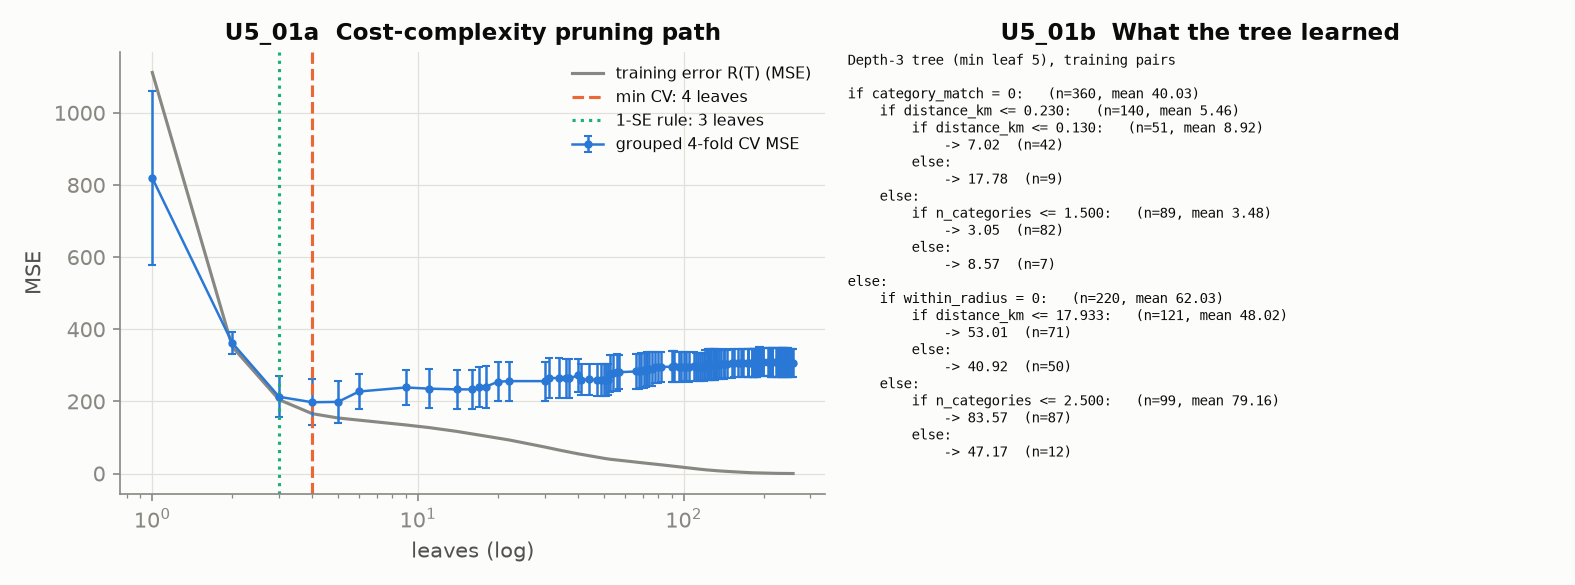 U5_01a  Cost-complexity pruning path
training error R(T) (MSE)
min CV: 4 leaves
1-SE rule: 3 leaves
grouped 4-fold CV MSE
MSE
1000
800
600
400
200
0
10⁰
10¹
10²
leaves (log)
U5_01b  What the tree learned
Depth-3 tree (min leaf 5), training pairs
if category_match = 0:   (n=360, mean 40.03)
    if distance_km <= 0.230:   (n=140, mean 5.46)
        if distance_km <= 0.130:   (n=51, mean 8.92)
            -> 7.02  (n=42)
        else:
            -> 17.78  (n=9)
    else:
        if n_categories <= 1.500:   (n=89, mean 3.48)
            -> 3.05  (n=82)
        else:
            -> 8.57  (n=7)
else:
    if within_radius = 0:   (n=220, mean 62.03)
        if distance_km <= 17.933:   (n=121, mean 48.02)
            -> 53.01  (n=71)
        else:
            -> 40.92  (n=50)
    else:
        if n_categories <= 2.500:   (n=99, mean 79.16)
            -> 83.57  (n=87)
        else:
            -> 47.17  (n=12)